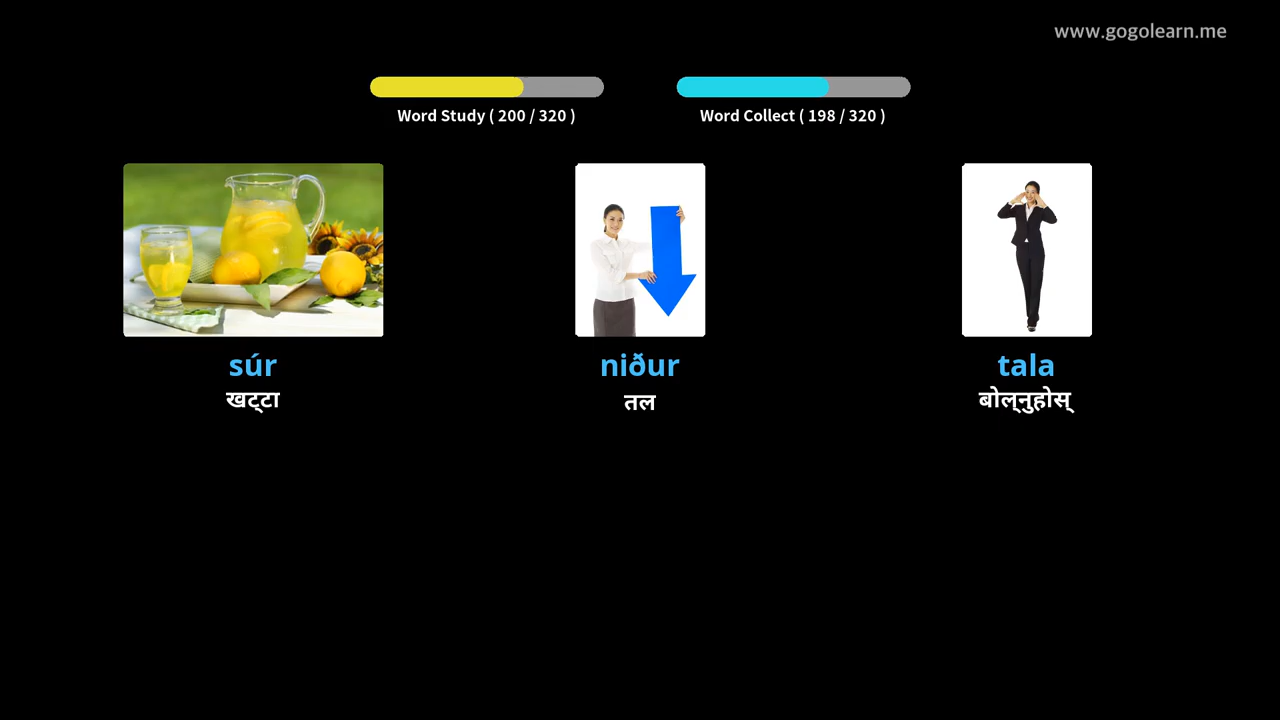 www.gogolearn.me
Word Study ( 200 / 320 )
Word Collect ( 198 / 320 )
súr
niður
tala
खट्टा
तल
बोल्नुहोस्